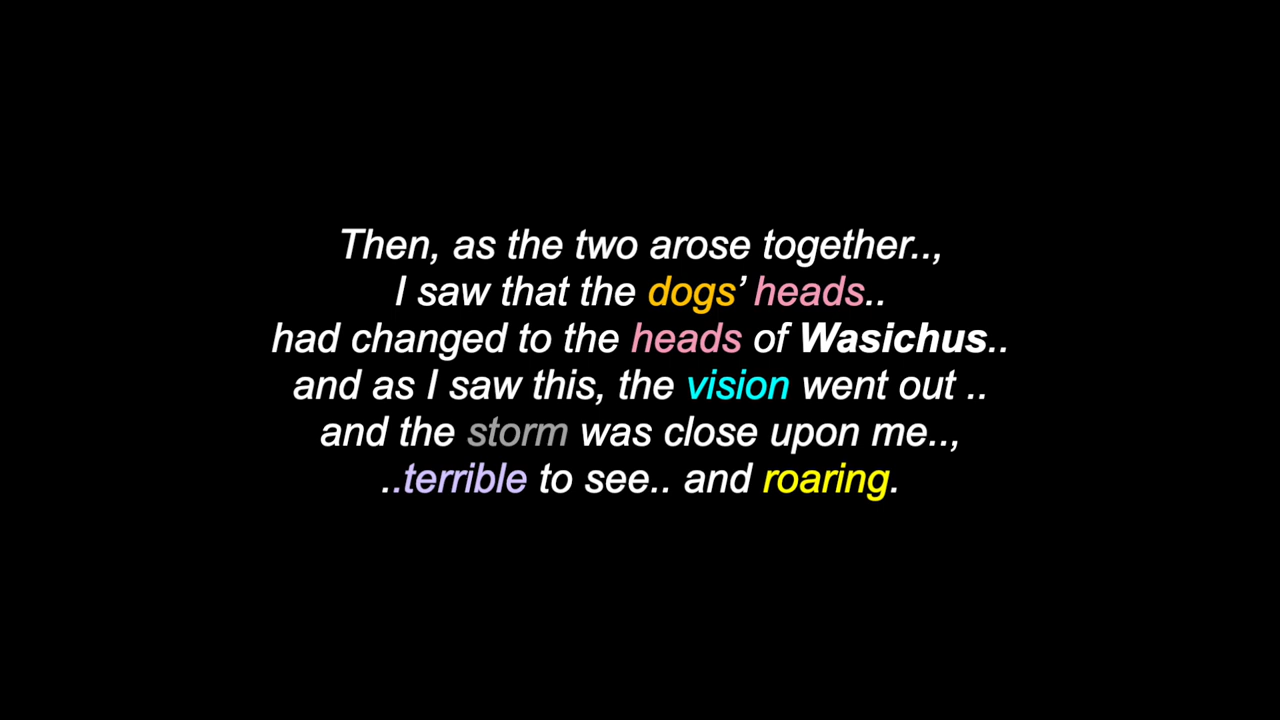 Then, as the two arose together..,
I saw that the dogs’ heads..
had changed to the heads of Wasichus..
and as I saw this, the vision went out ..
and the storm was close upon me..,
..terrible to see.. and roaring.